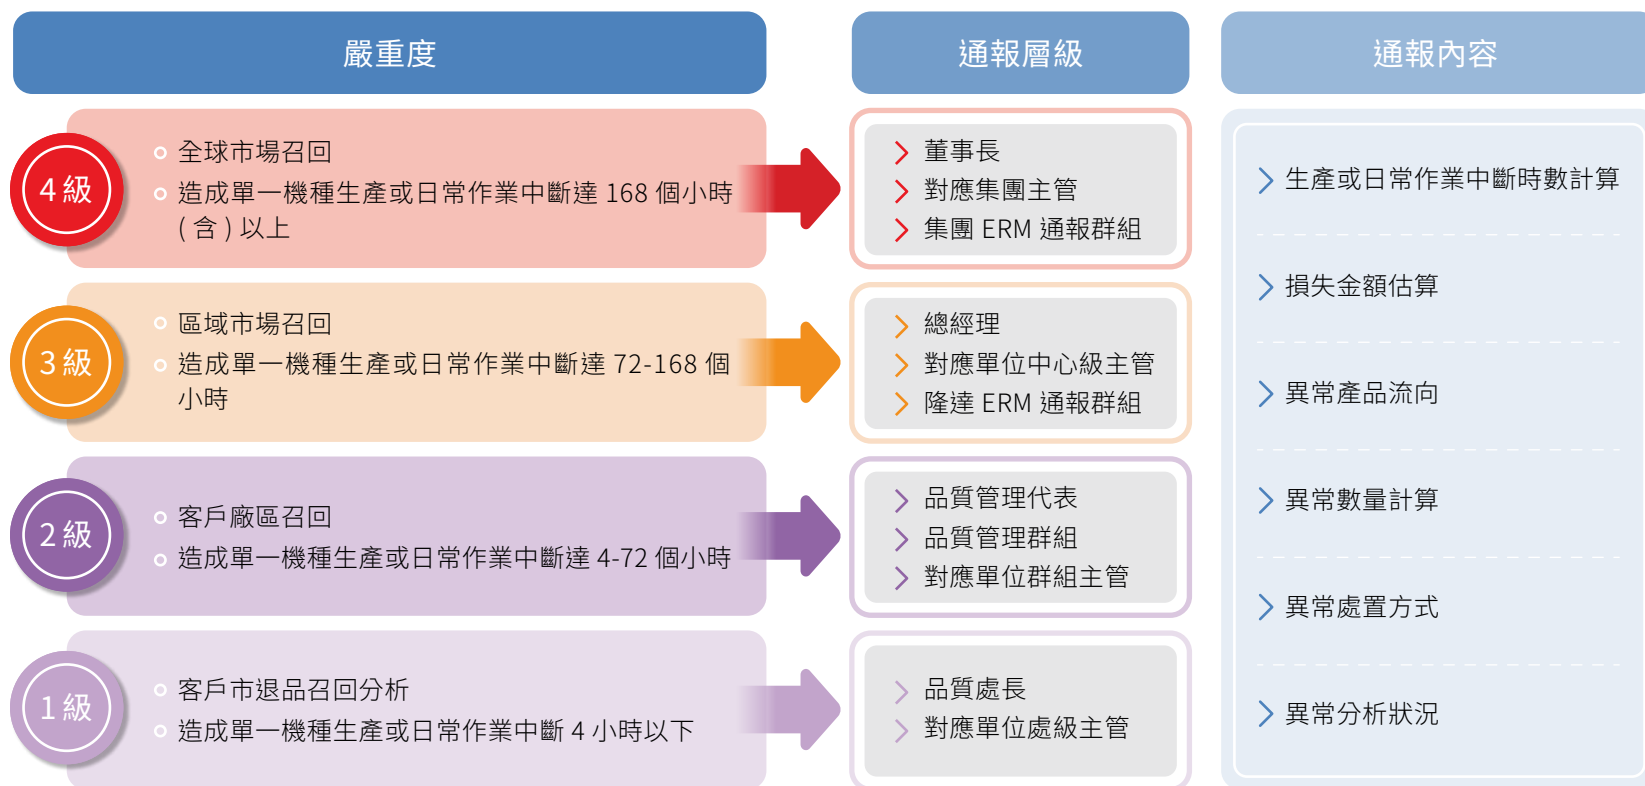 嚴重度
通報層級
通報內容
4 級
全球市場召回
造成單一機種生產或日常作業中斷達 168 個小時
( 含 ) 以上
董事長
對應集團主管
集團 ERM 通報群組
3 級
區域市場召回
造成單一機種生產或日常作業中斷達 72-168 個
小時
總經理
對應單位中心級主管
隆達 ERM 通報群組
2 級
客戶廠區召回
造成單一機種生產或日常作業中斷達 4-72 個小時
品質管理代表
品質管理群組
對應單位群組主管
1 級
客戶市退品召回分析
造成單一機種生產或日常作業中斷 4 小時以下
品質處長
對應單位處級主管
生產或日常作業中斷時數計算
損失金額估算
異常產品流向
異常數量計算
異常處置方式
異常分析狀況